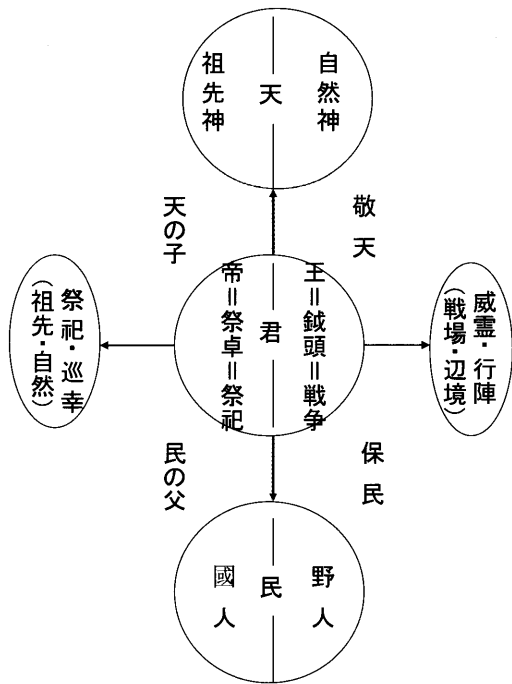 自然神
天
祖先神
敬天
天の子
威霊・行陣
(戦場・辺境)
王=鉞頭=戦争
君
帝=祭卓=祭祀
祭祀・巡幸
(祖先・自然)
保民
民の父
野人
民
國人